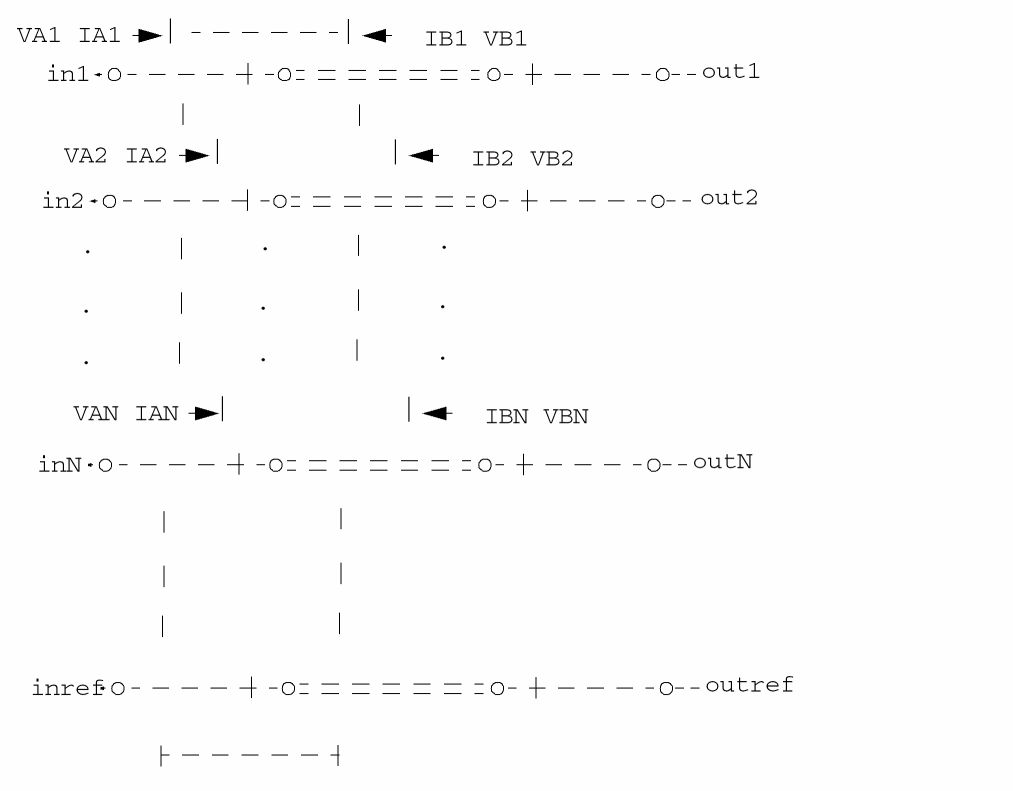 VA1 IA1 IB1 VB1
in1 out1
VA2 IA2 IB2 VB2
in2 out2
VAN IAN IBN VBN
inN outN
inref outref